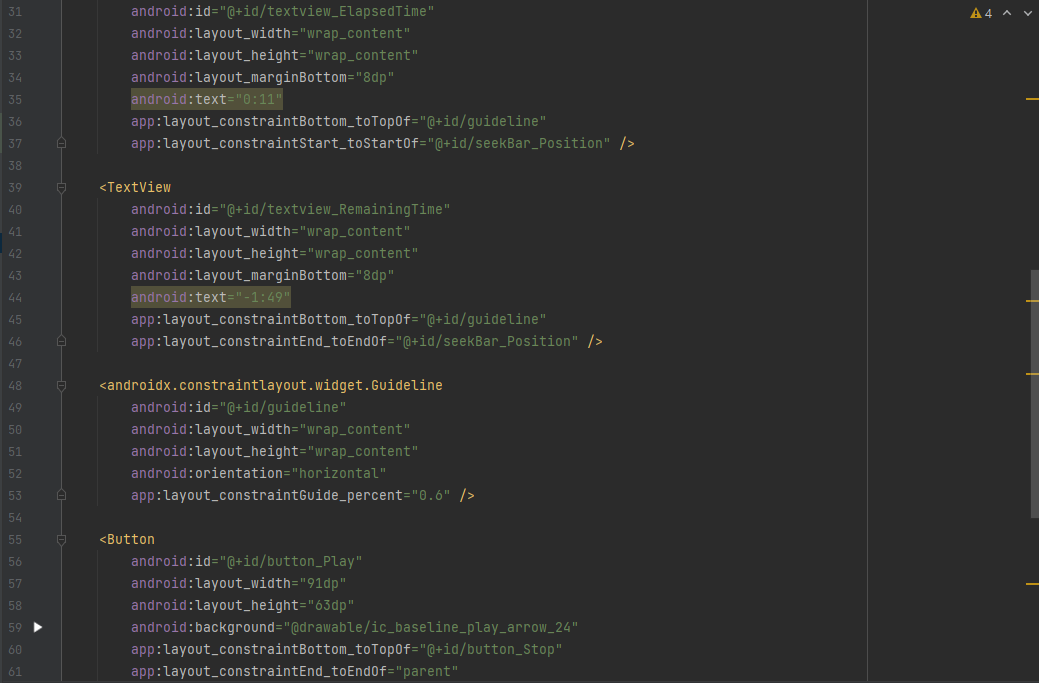 31 android:id="@+id/textview_ElapsedTime"
4
32 android:layout_width="wrap_content"
33 android:layout_height="wrap_content"
34 android:layout_marginBottom="8dp"
35 android:text="0:11"
36 app:layout_constraintBottom_toTopOf="@+id/guideline"
37 app:layout_constraintStart_toStartOf="@+id/seekBar_Position" />
38
39 <TextView
40 android:id="@+id/textview_RemainingTime"
41 android:layout_width="wrap_content"
42 android:layout_height="wrap_content"
43 android:layout_marginBottom="8dp"
44 android:text="-1:49"
45 app:layout_constraintBottom_toTopOf="@+id/guideline"
46 app:layout_constraintEnd_toEndOf="@+id/seekBar_Position" />
47
48 <androidx.constraintlayout.widget.Guideline
49 android:id="@+id/guideline"
50 android:layout_width="wrap_content"
51 android:layout_height="wrap_content"
52 android:orientation="horizontal"
53 app:layout_constraintGuide_percent="0.6" />
54
55 <Button
56 android:id="@+id/button_Play"
57 android:layout_width="91dp"
58 android:layout_height="63dp"
59 android:background="@drawable/ic_baseline_play_arrow_24"
60 app:layout_constraintBottom_toTopOf="@+id/button_Stop"
61 app:layout_constraintEnd_toEndOf="parent"